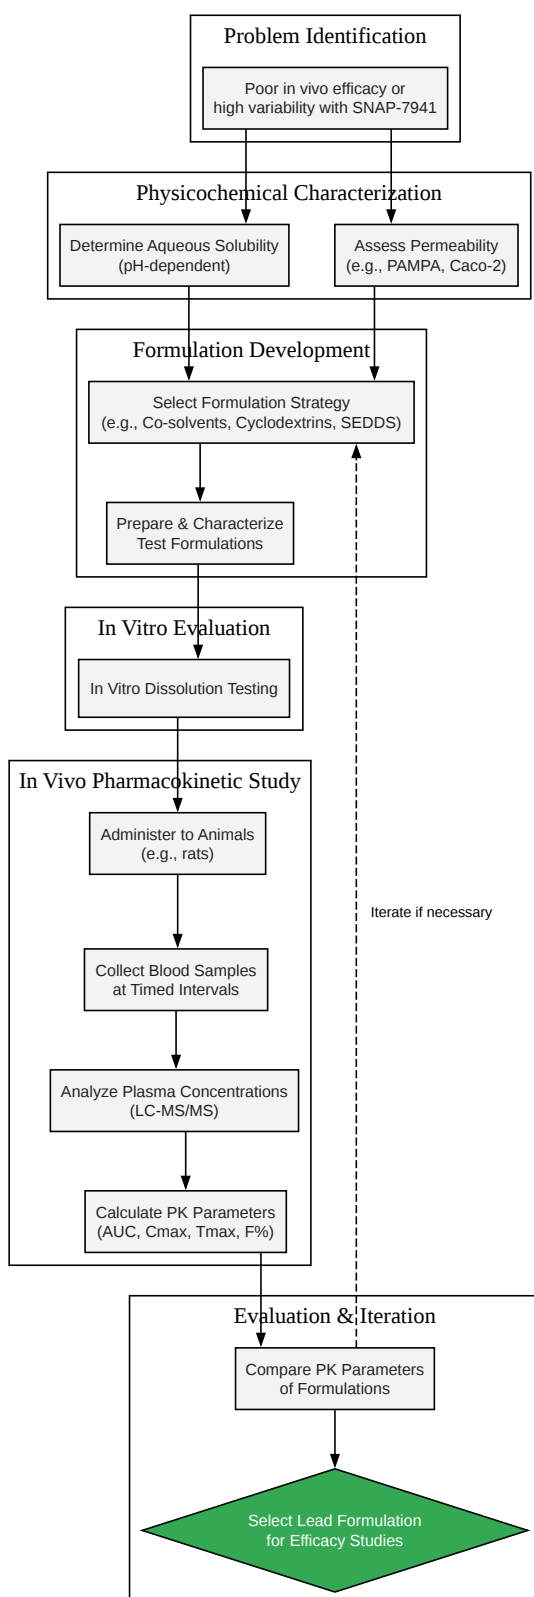 Problem Identification
Poor in vivo efficacy or
high variability with SNAP-7941
Physicochemical Characterization
Determine Aqueous Solubility
(pH-dependent)
Assess Permeability
(e.g., PAMPA, Caco-2)
Formulation Development
Select Formulation Strategy
(e.g., Co-solvents, Cyclodextrins, SEDDS)
Prepare & Characterize
Test Formulations
In Vitro Evaluation
In Vitro Dissolution Testing
In Vivo Pharmacokinetic Study
Administer to Animals
(e.g., rats)
Iterate if necessary
Collect Blood Samples
at Timed Intervals
Analyze Plasma Concentrations
(LC-MS/MS)
Calculate PK Parameters
(AUC, Cmax, Tmax, F%)
Evaluation & Iteration
Compare PK Parameters
of Formulations
Select Lead Formulation
for Efficacy Studies